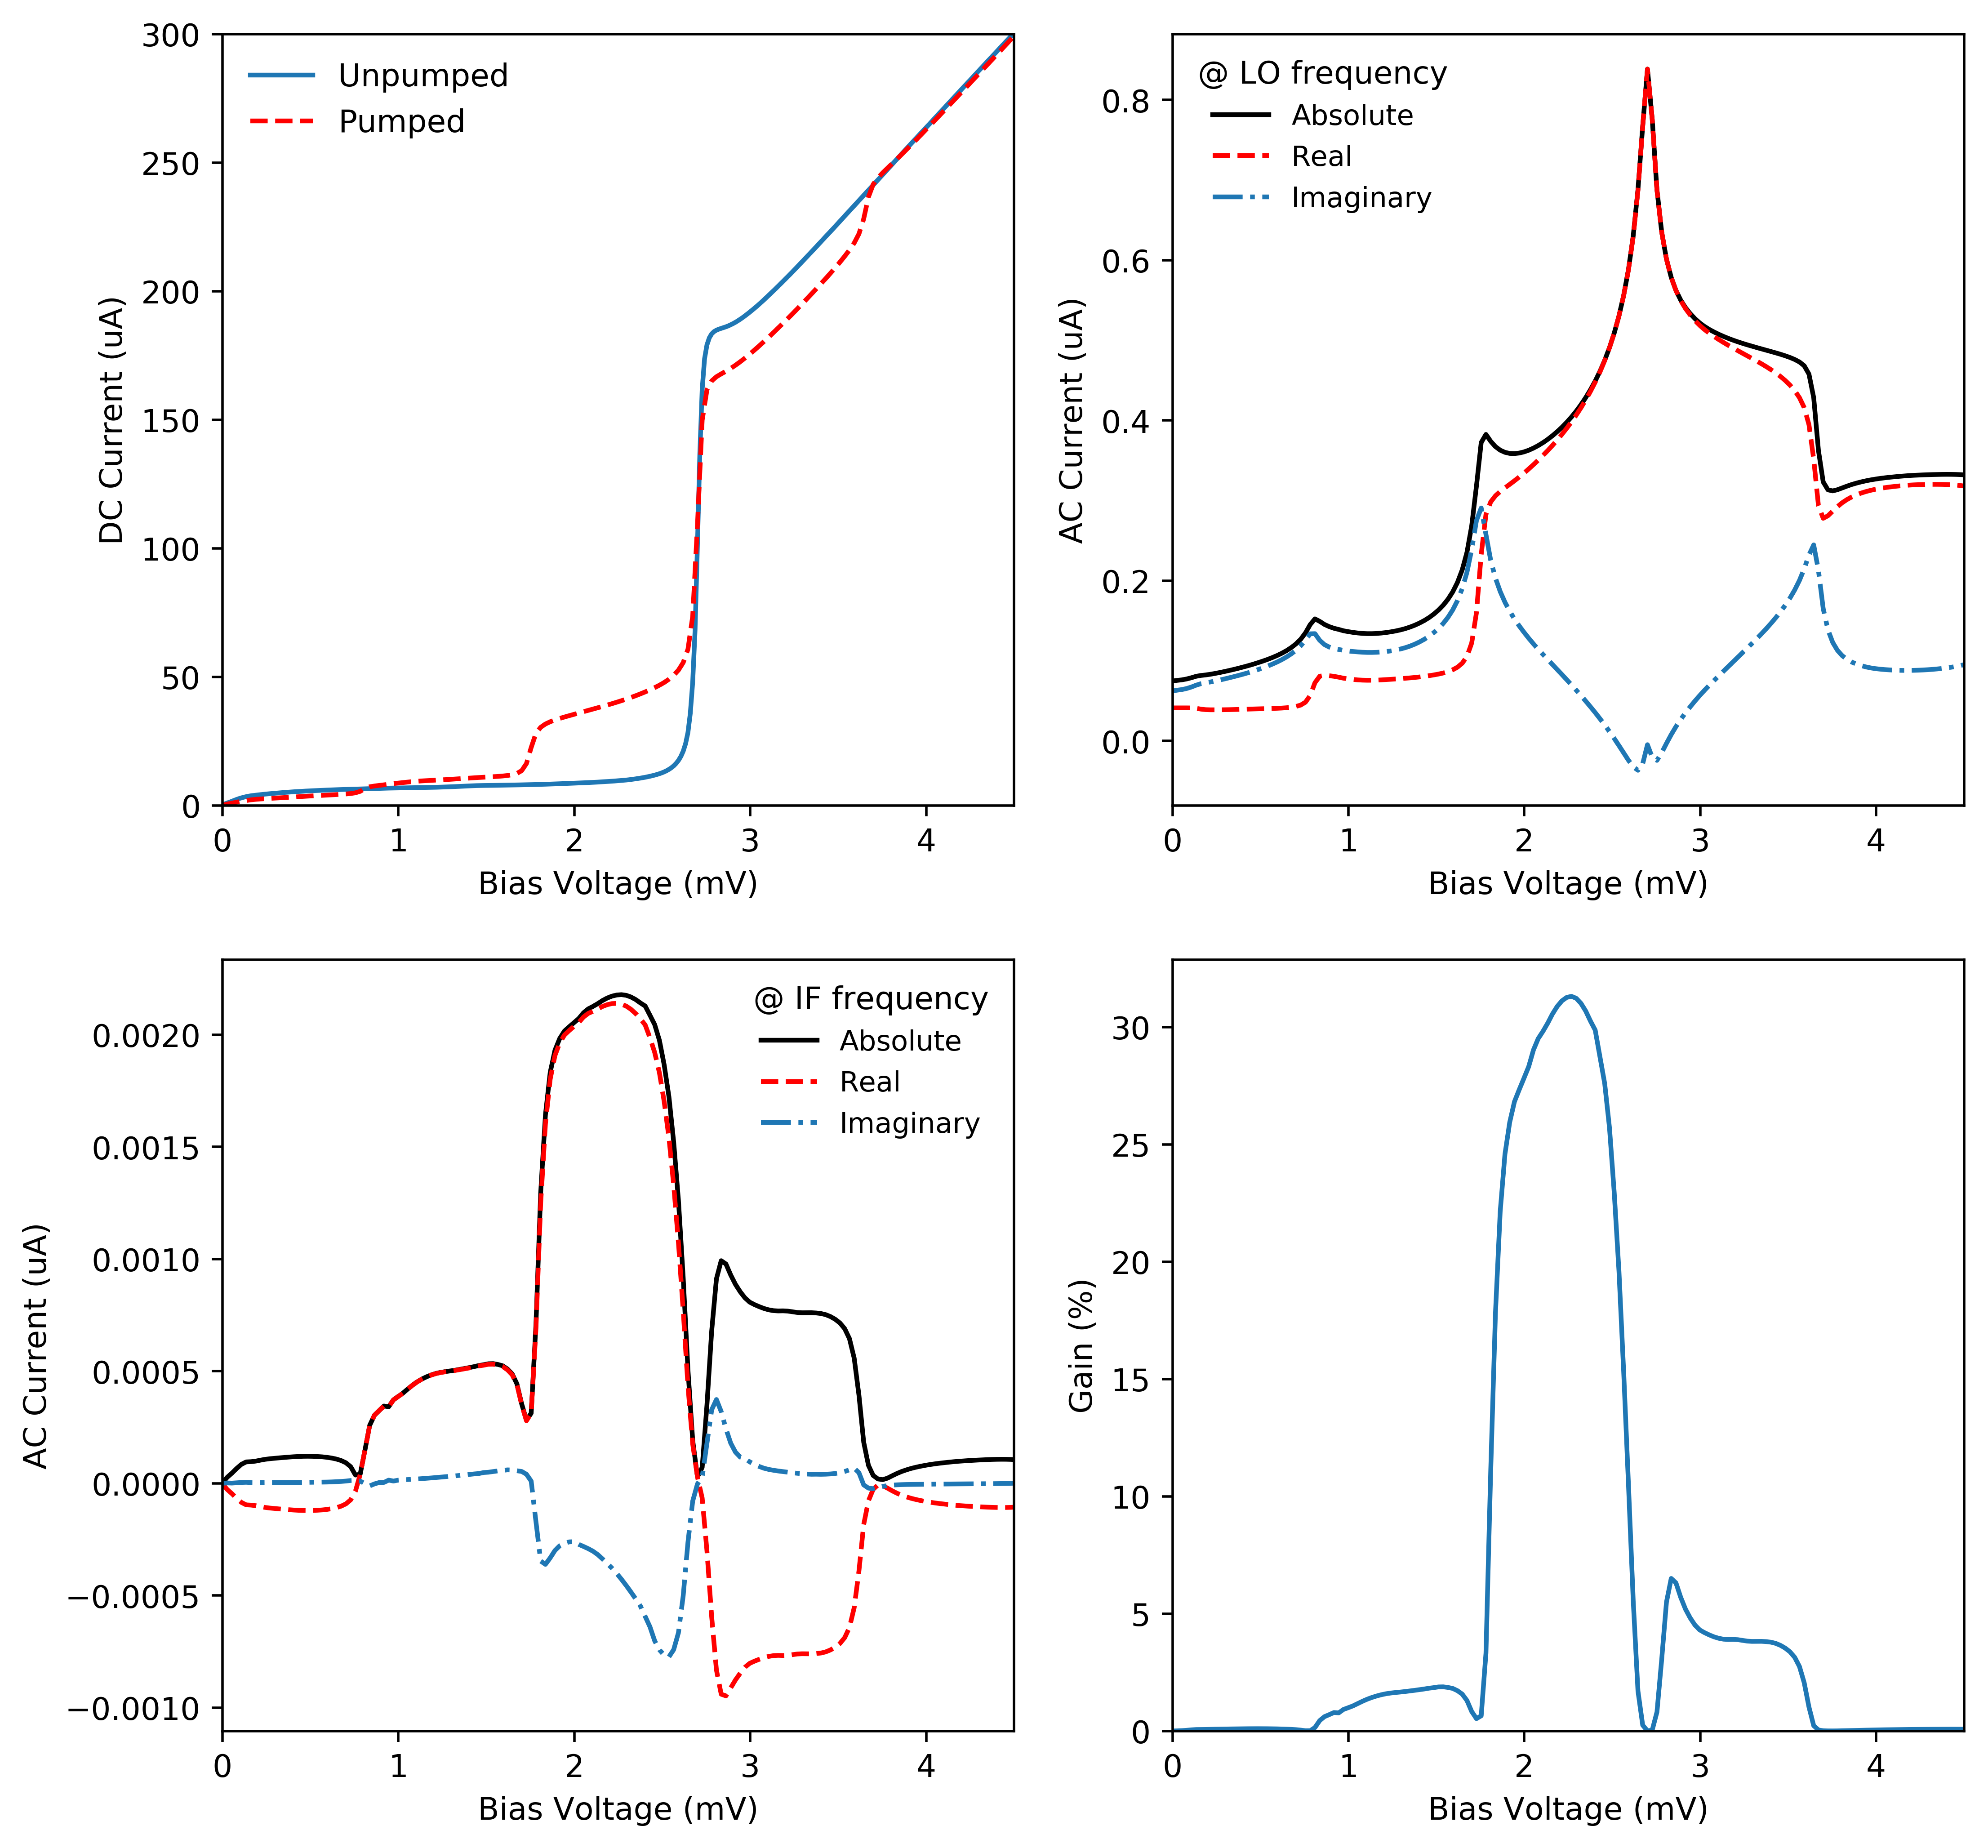 300
250
200
150
100
50
0
DC Current (uA)
Unpumped
Pumped
0 1 2 3 4
Bias Voltage (mV)
0.8
0.6
0.4
0.2
0.0
AC Current (uA)
@ LO frequency
Absolute
Real
Imaginary
0 1 2 3 4
Bias Voltage (mV)
0.0020
0.0015
0.0010
0.0005
0.0000
−0.0005
−0.0010
AC Current (uA)
@ IF frequency
Absolute
Real
Imaginary
0 1 2 3 4
Bias Voltage (mV)
30
25
20
15
10
5
0
Gain (%)
0 1 2 3 4
Bias Voltage (mV)